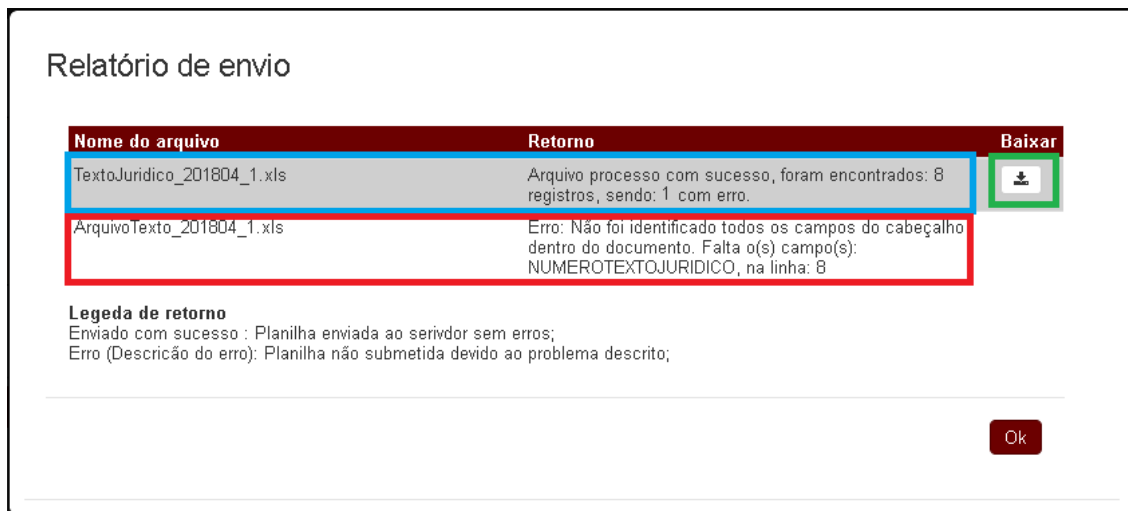 Relatório de envio
Nome do arquivo Retorno Baixar
TextoJuridico_201804_1.xls Arquivo processo com sucesso, foram encontrados: 8
registros, sendo: 1 com erro.
ArquivoTexto_201804_1.xls Erro: Não foi identificado todos os campos do cabeçalho
dentro do documento. Falta o(s) campo(s):
NUMEROTEXTOJURIDICO, na linha: 8
Legeda de retorno
Enviado com sucesso : Planilha enviada ao serivdor sem erros;
Erro (Descricão do erro): Planilha não submetida devido ao problema descrito;
Ok